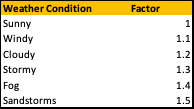 Weather Condition Factor
Sunny 1
Windy 1.1
Cloudy 1.2
Stormy 1.3
Fog 1.4
Sandstorms 1.5